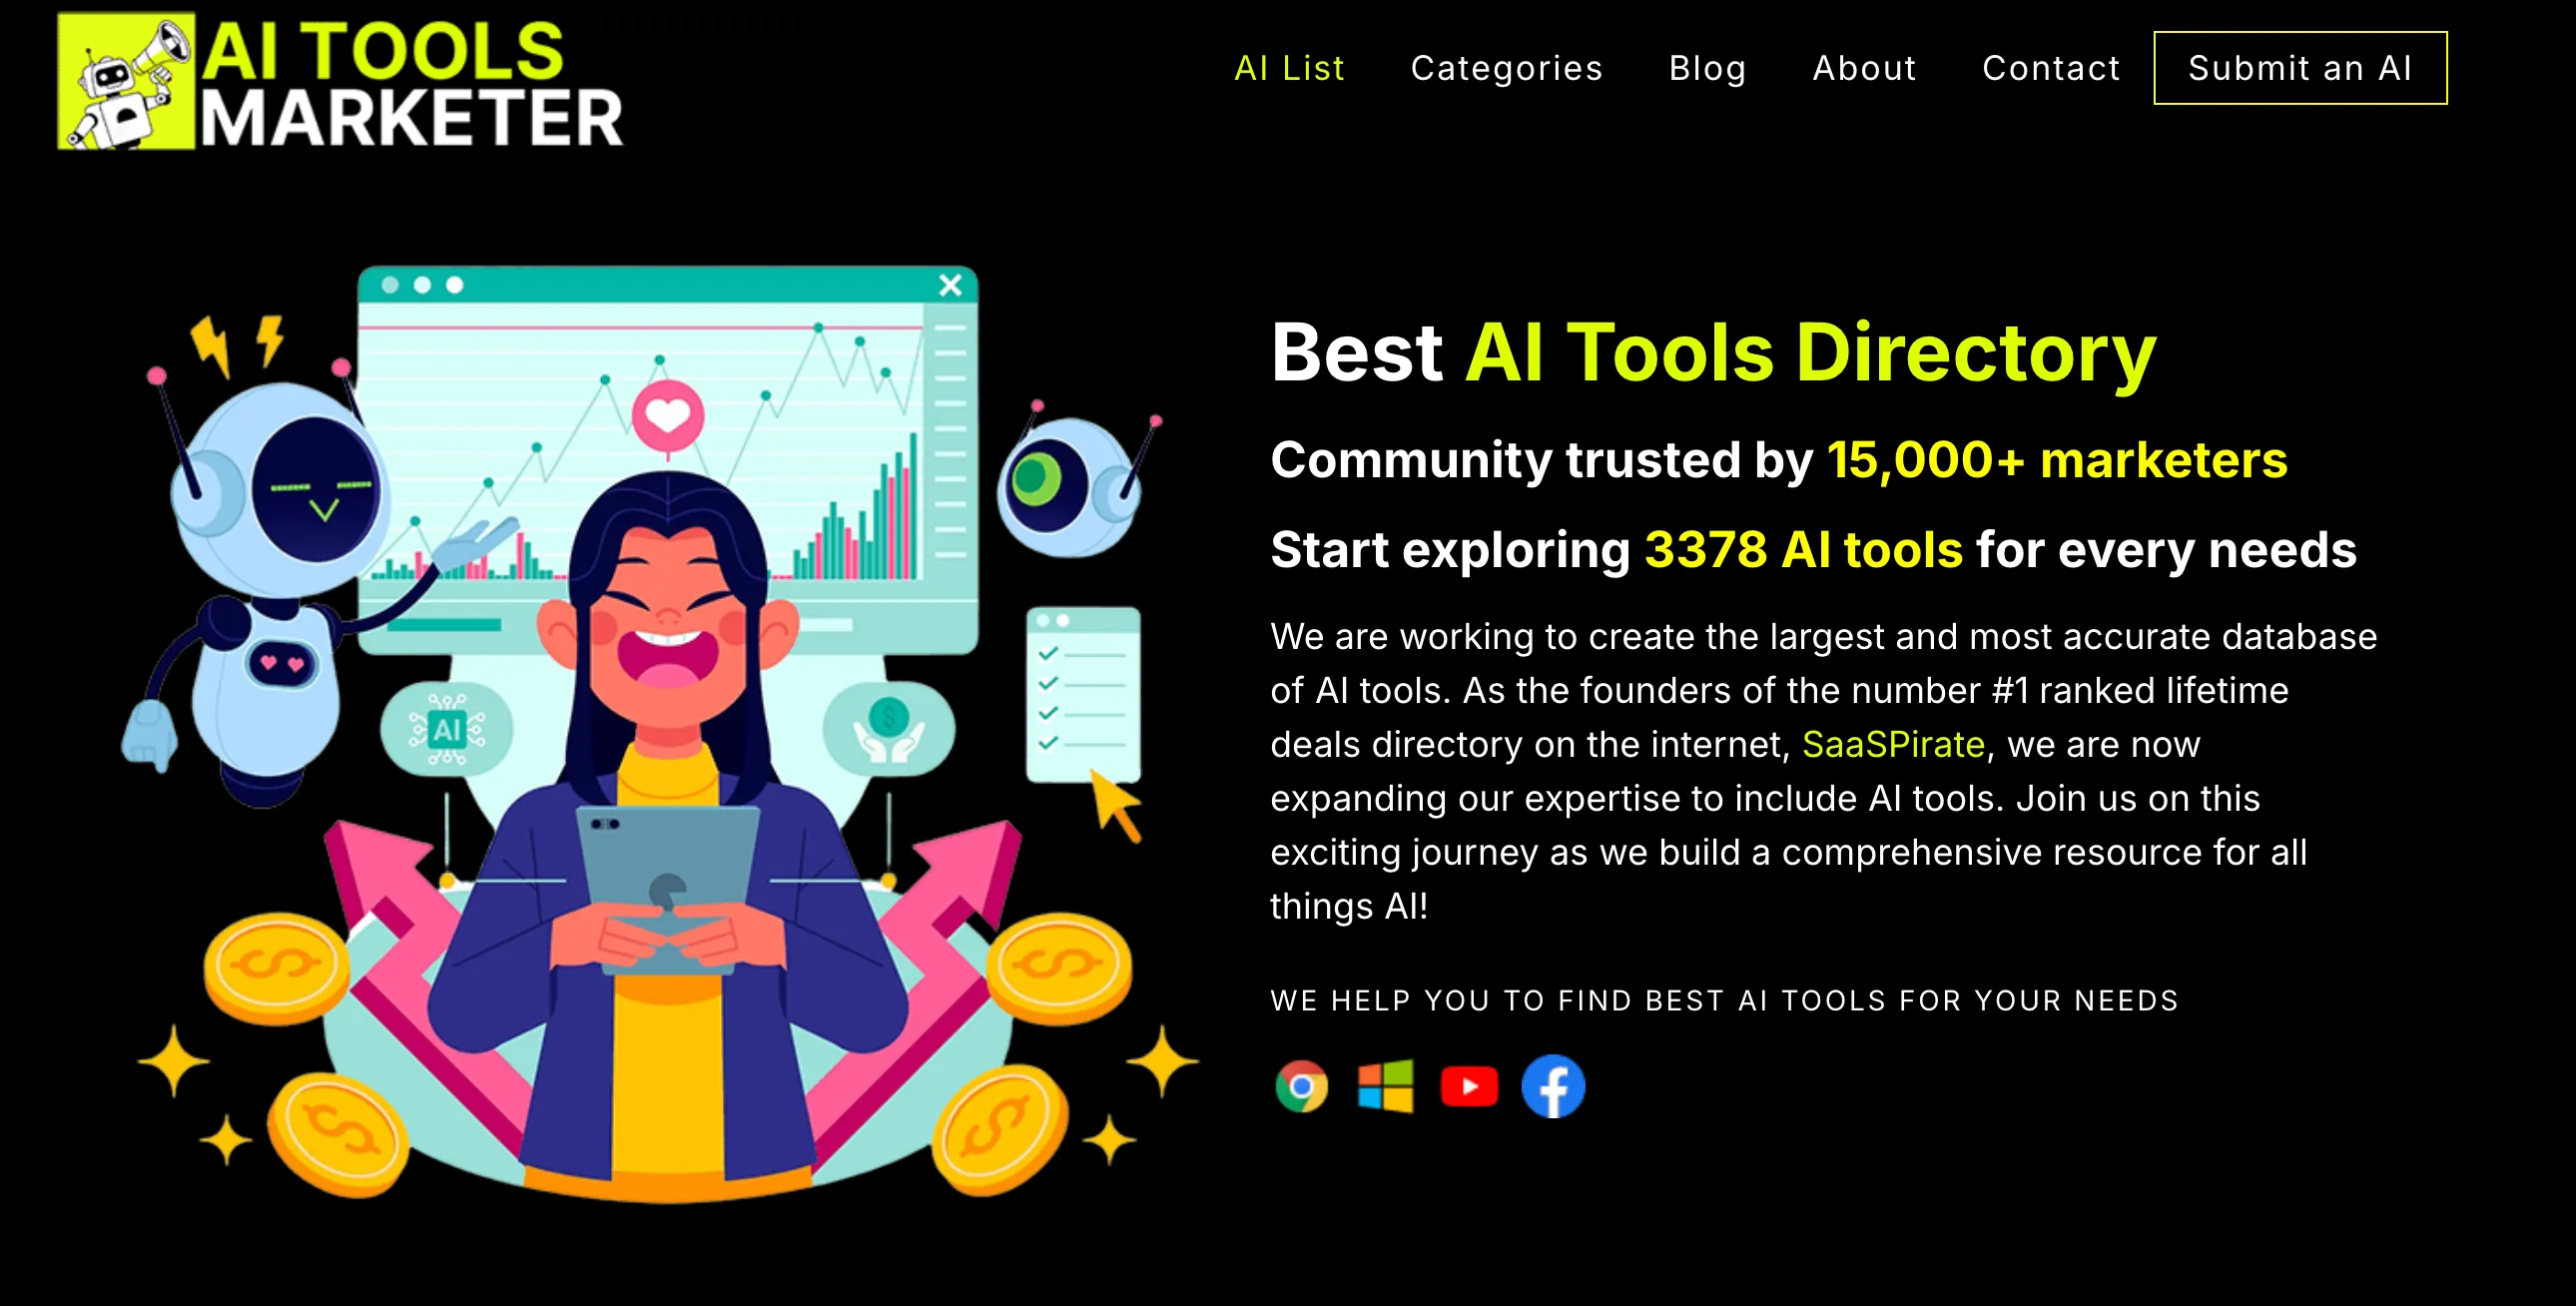 AI TOOLS
MARKETER
AI List Categories Blog About Contact Submit an AI
Best AI Tools Directory
Community trusted by 15,000+ marketers
Start exploring 3378 AI tools for every needs
We are working to create the largest and most accurate database
of AI tools. As the founders of the number #1 ranked lifetime
deals directory on the internet, SaaSPirate, we are now
expanding our expertise to include AI tools. Join us on this
exciting journey as we build a comprehensive resource for all
things AI!
WE HELP YOU TO FIND BEST AI TOOLS FOR YOUR NEEDS
AI